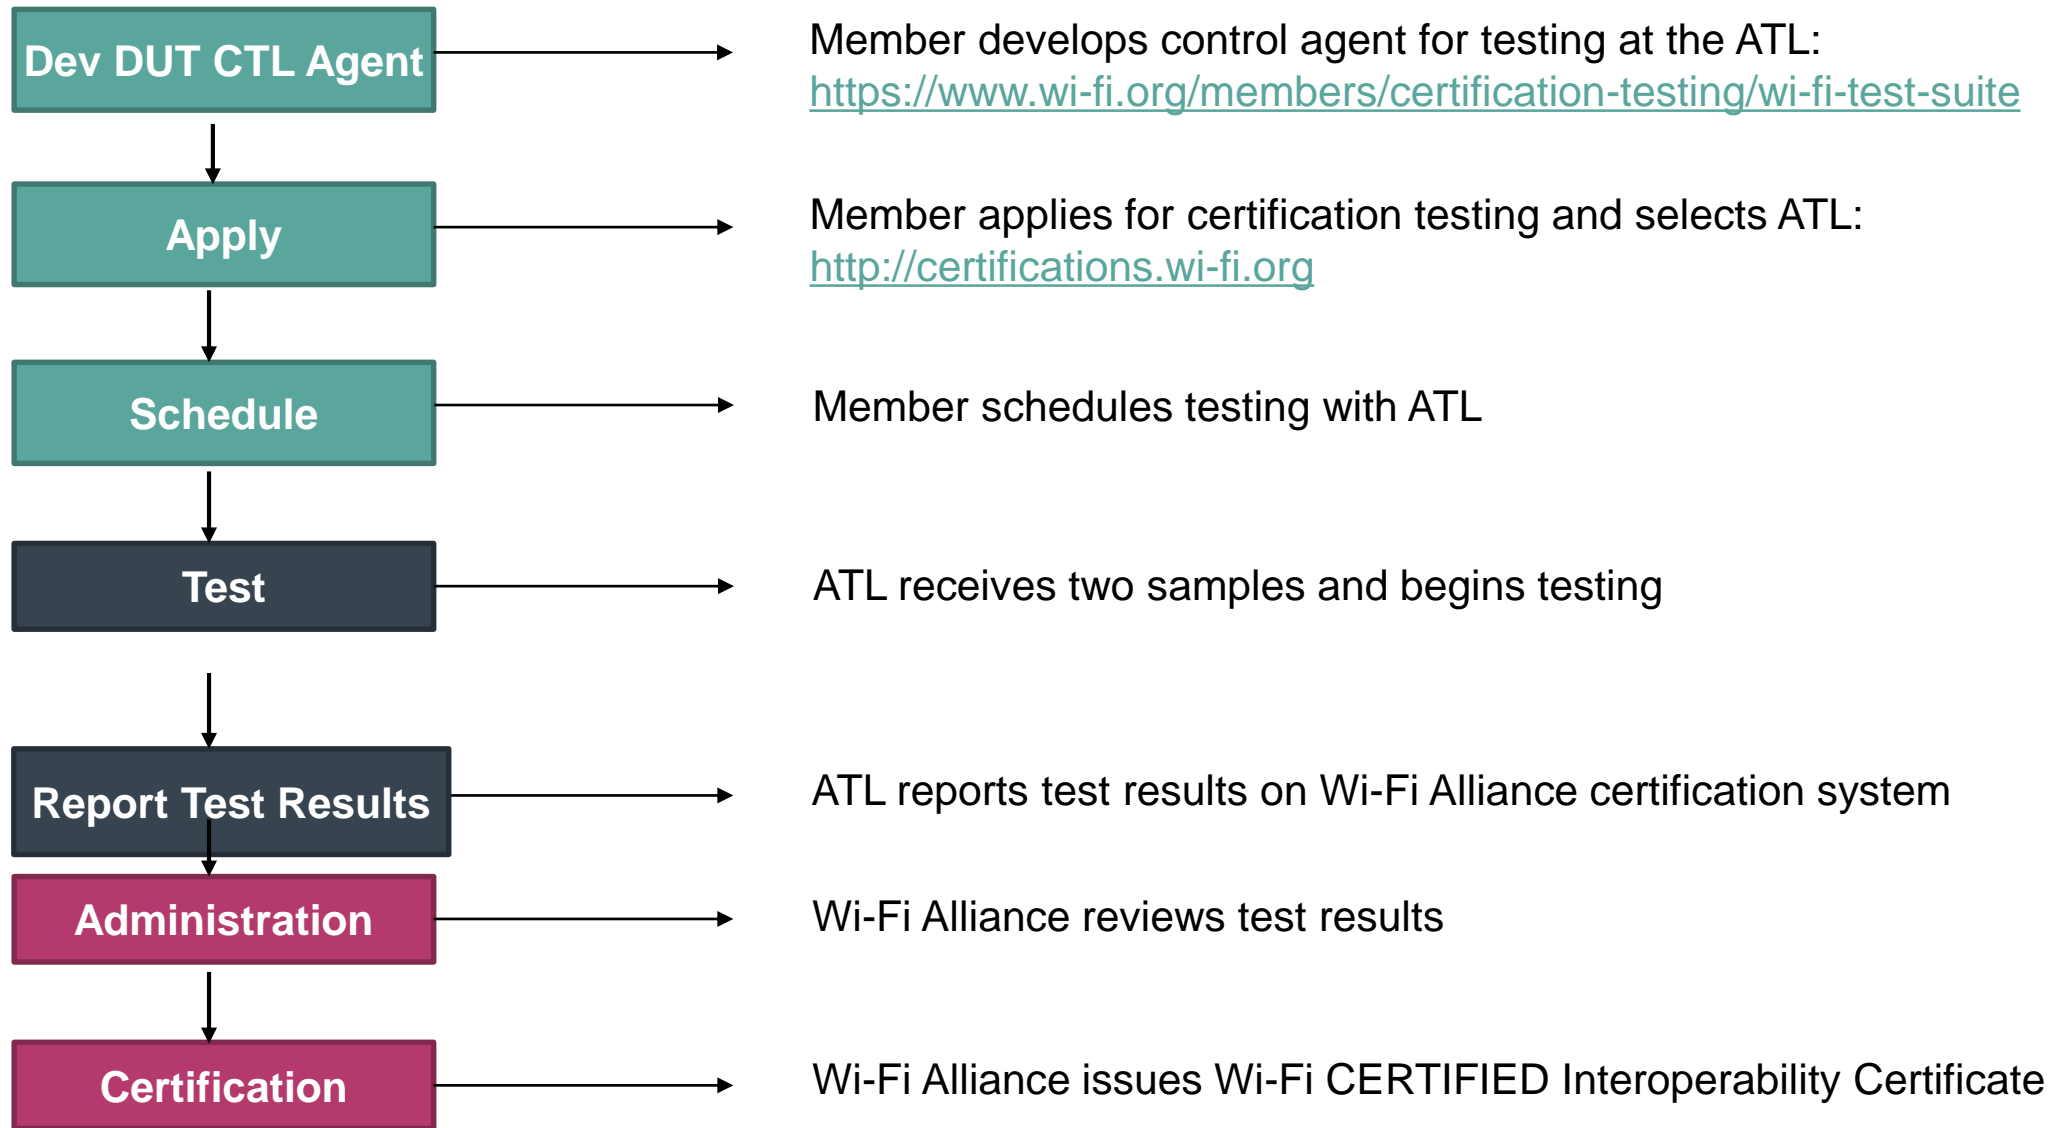 Dev DUT CTL Agent
Member develops control agent for testing at the ATL:
https://www.wi-fi.org/members/certification-testing/wi-fi-test-suite
Apply
Member applies for certification testing and selects ATL:
http://certifications.wi-fi.org
Schedule
Member schedules testing with ATL
Test
ATL receives two samples and begins testing
Report Test Results
ATL reports test results on Wi-Fi Alliance certification system
Administration
Wi-Fi Alliance reviews test results
Certification
Wi-Fi Alliance issues Wi-Fi CERTIFIED Interoperability Certificate